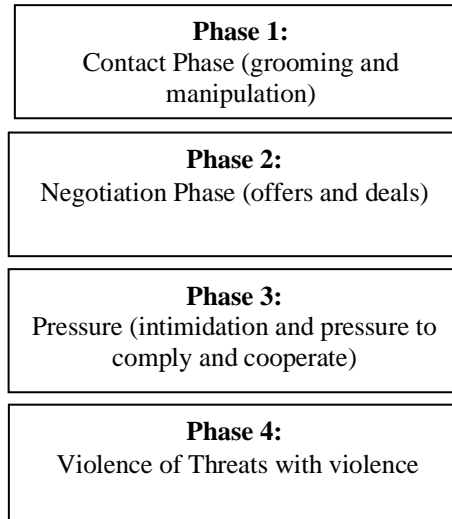 Phase 1:
Contact Phase (grooming and
manipulation)
Phase 2:
Negotiation Phase (offers and deals)
Phase 3:
Pressure (intimidation and pressure to
comply and cooperate)
Phase 4:
Violence of Threats with violence